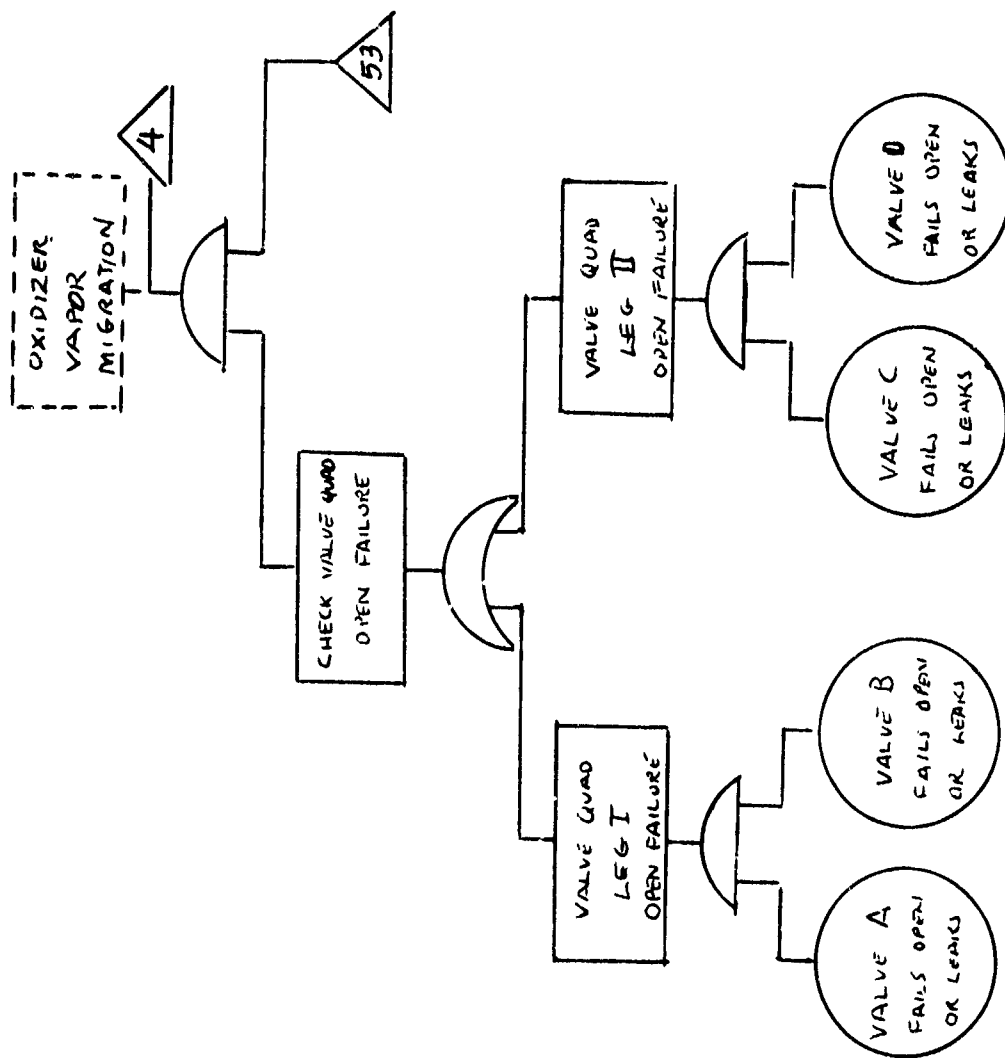 OXIDIZER
VAPOR
MIGRATION
4
53
CHECK VALVE QUAD
OPEN FAILURE
VALVE QUAD
LEG I
OPEN FAILURE
VALVE QUAD
LEG II
OPEN FAILURE
VALVE A
FAILS OPEN
OR LEAKS
VALVE B
FAILS OPEN
OR LEAKS
VALVE C
FAILS OPEN
OR LEAKS
VALVE D
FAILS OPEN
OR LEAKS